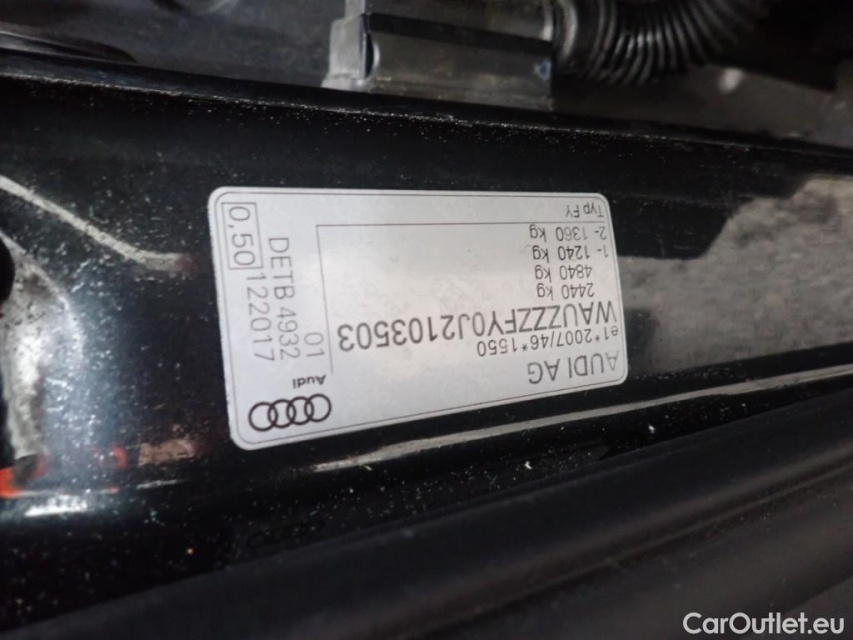 AUDI AG
e1*2007/46*1550
WAUZZZFY0J2103503
2440 kg
4840 kg
1- 1240 kg
2- 1360 kg
Typ FY
Audi
01
DETB 4932
122017
0,50
CarOutlet.eu